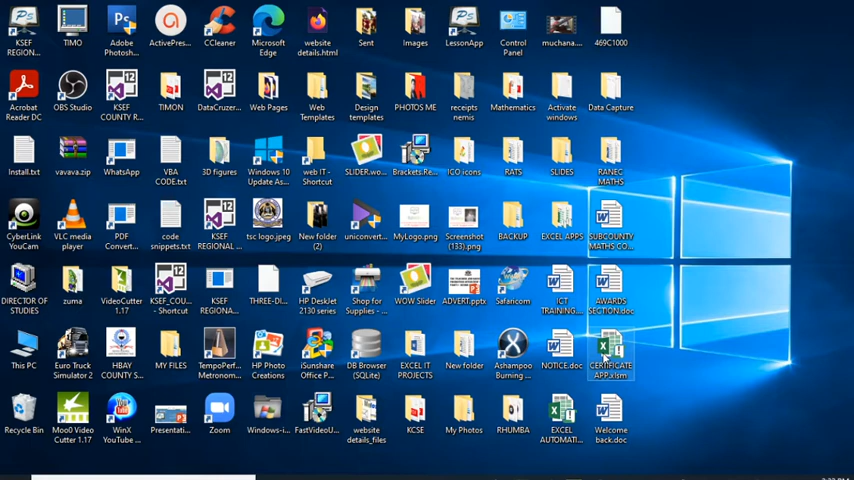 KSEF
REGION...
TIMO
Adobe
Photosh...
ActivePres...
CCleaner
Microsoft
Edge
website
details.html
Sent
Images
LessonApp
Control
Panel
muchana....
469C1000
Acrobat
Reader DC
OBS Studio
KSEF
COUNTY R...
TIMON
DataCruzer...
Web Pages
Web
Templates
Design
templates
PHOTOS ME
receipts
nemis
Mathematics
Activate
windows
Data Capture
Install.txt
vavava.zip
WhatsApp
VBA
CODE.txt
3D figures
Windows 10
Update As...
web IT -
Shortcut
SLIDER.wo...
Brackets.Re...
ICO icons
RATS
SLIDES
RANEC
MATHS
CyberLink
YouCam
VLC media
player
PDF
Convert...
code
snippets.txt
KSEF
REGIONAL ...
tsc logo.jpeg
New folder
(2)
uniconvert...
MyLogo.png
Screenshot
(133).png
BACKUP
EXCEL APPS
SUBCOUNTY
MATHS CO...
DIRECTOR OF
STUDIES
zuma
VideoCutter
1.17
KSEF_COU...
- Shortcut
KSEF
REGIONA...
THREE-DI...
HP DeskJet
2130 series
Shop for
Supplies - ...
WOW Slider
ADVERT.pptx
Safaricom
ICT
TRAINING....
AWARDS
SECTION.doc
This PC
Euro Truck
Simulator 2
HBAY
COUNTY S...
MY FILES
TempoPerf...
Metronom...
HP Photo
Creations
iSunshare
Office P...
DB Browser
(SQLite)
EXCEL IT
PROJECTS
New folder
Ashampoo
Burning ...
NOTICE.doc
CERTIFICATE
APP.xlsm
Recycle Bin
Moo0 Video
Cutter 1.17
WinX
YouTube ...
Presentati...
Zoom
Windows-i...
FastVideoU...
website
details_files
KCSE
My Photos
RHUMBA
EXCEL
AUTOMATI...
Welcome
back.doc